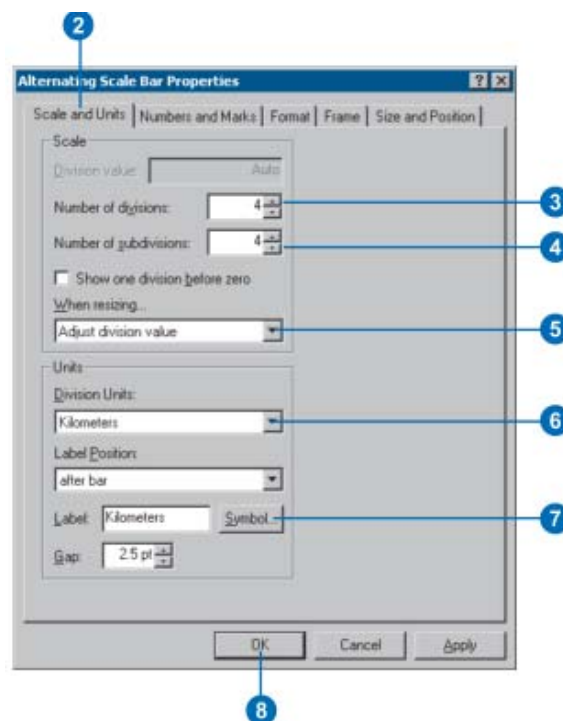 2
Alternating Scale Bar Properties
Scale and Units Numbers and Marks Format Frame Size and Position
Scale
Division value: Auto
Number of divisions: 4 3
Number of subdivisions: 4 4
Show one division before zero
When resizing...
Adjust division value 5
Units
Division Units:
Kilometers 6
Label Position:
after bar
Label: Kilometers Symbol... 7
Gap: 2.5 pt
OK Cancel Apply
8